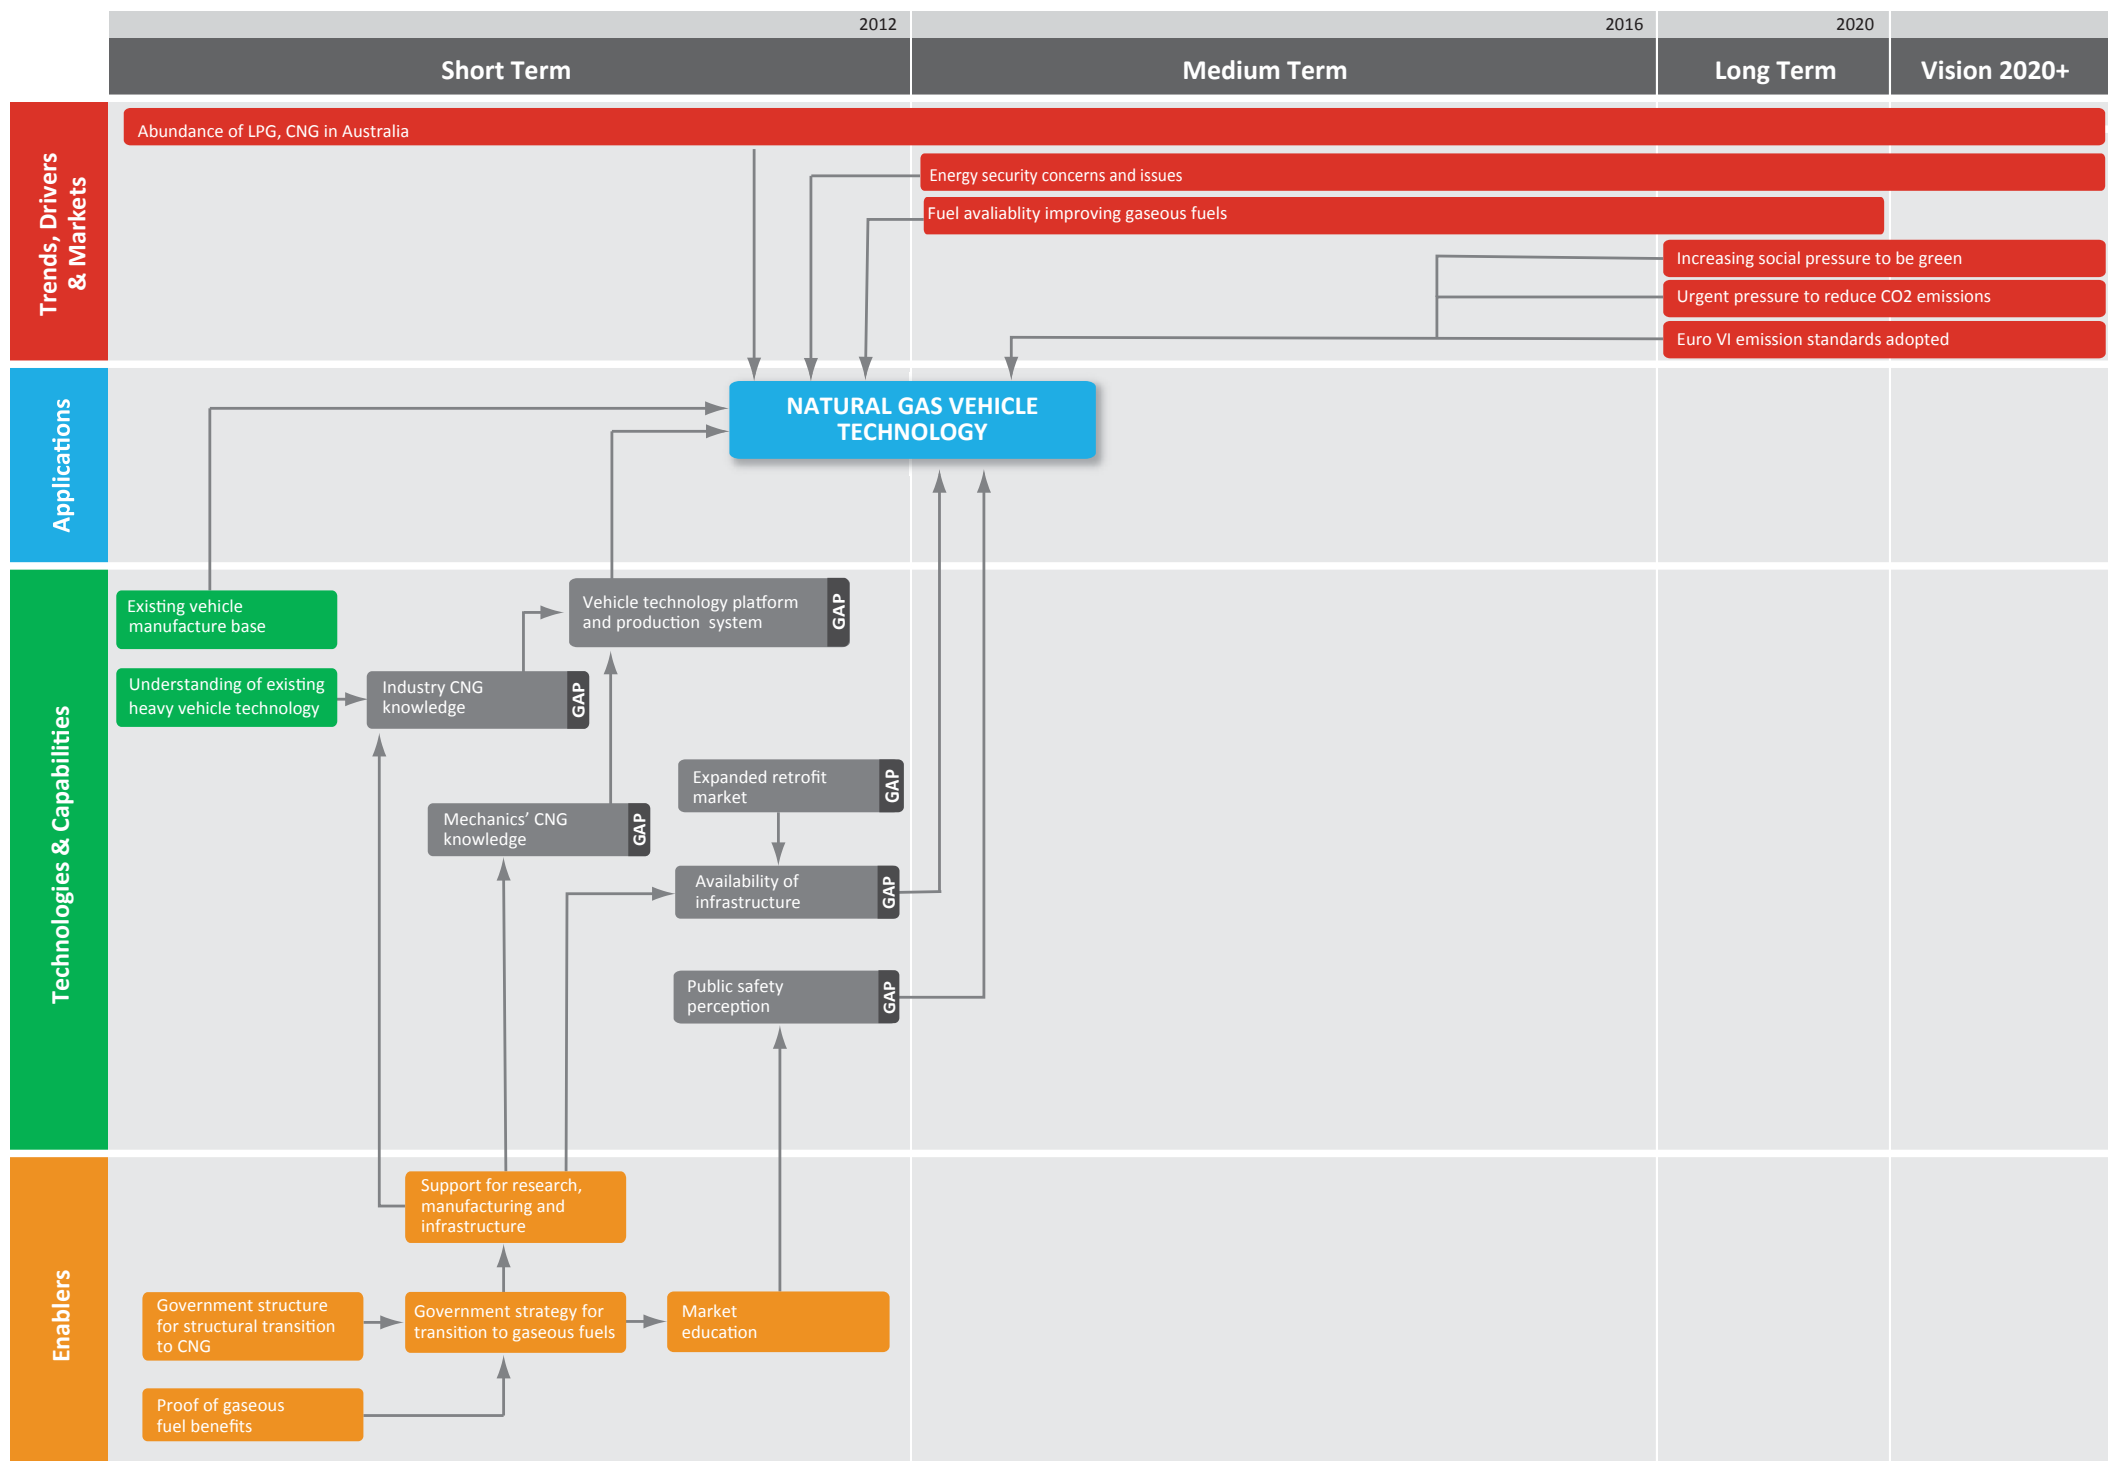 2012
2016
2020
Short Term
Medium Term
Long Term
Vision 2020+
Trends, Drivers
& Markets
Abundance of LPG, CNG in Australia
Energy security concerns and issues
Fuel avaliablity improving gaseous fuels
Increasing social pressure to be green
Urgent pressure to reduce CO2 emissions
Euro VI emission standards adopted
Applications
NATURAL GAS VEHICLE
TECHNOLOGY
Technologies & Capabilities
Existing vehicle
manufacture base
Vehicle technology platform
and production system
GAP
Understanding of existing
heavy vehicle technology
Industry CNG
knowledge
GAP
Expanded retrofit
market
GAP
Mechanics’ CNG
knowledge
GAP
Availability of
infrastructure
GAP
Public safety
perception
GAP
Enablers
Support for research,
manufacturing and
infrastructure
Government structure
for structural transition
to CNG
Government strategy for
transition to gaseous fuels
Market
education
Proof of gaseous
fuel benefits